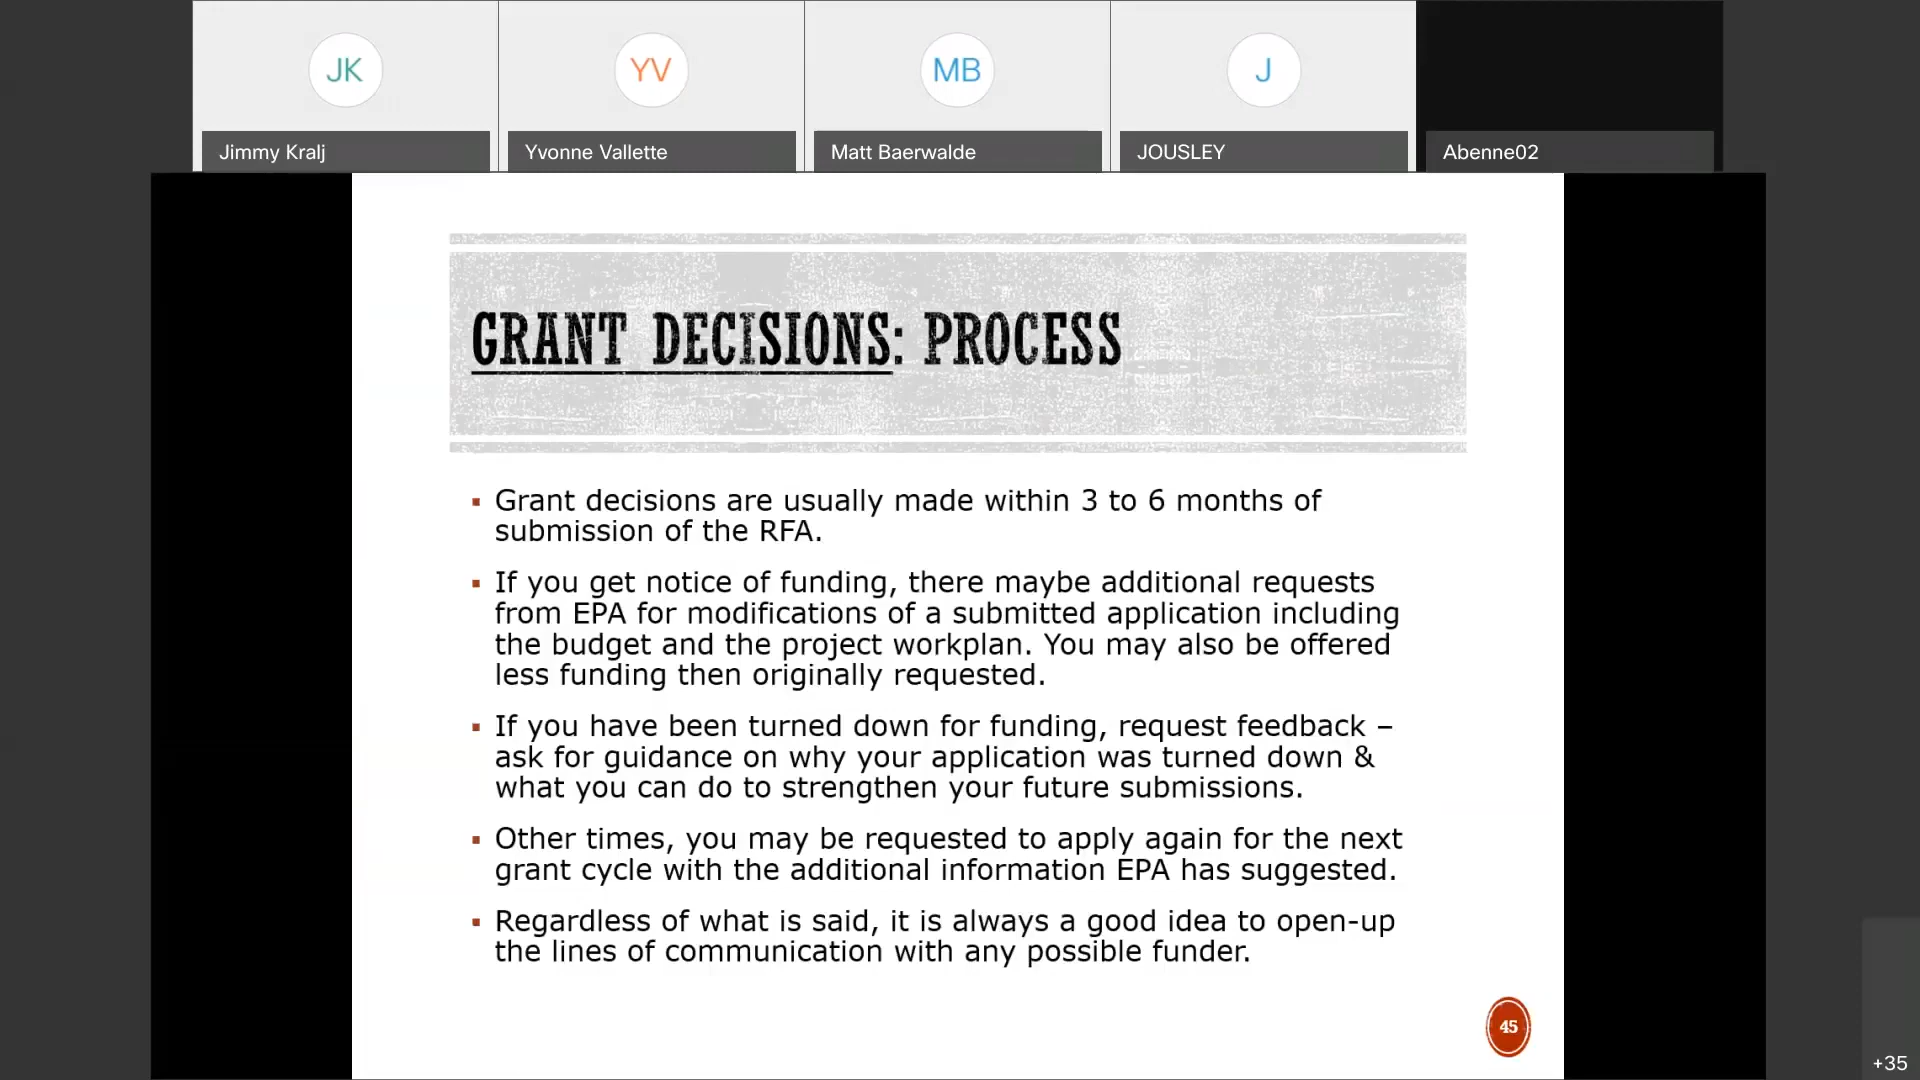 JK
YV
MB
J
Jimmy Kralj
Yvonne Vallette
Matt Baerwalde
JOUSLEY
Abenne02
GRANT DECISIONS: PROCESS
▪ Grant decisions are usually made within 3 to 6 months of
submission of the RFA.
▪ If you get notice of funding, there maybe additional requests
from EPA for modifications of a submitted application including
the budget and the project workplan. You may also be offered
less funding then originally requested.
▪ If you have been turned down for funding, request feedback –
ask for guidance on why your application was turned down &
what you can do to strengthen your future submissions.
▪ Other times, you may be requested to apply again for the next
grant cycle with the additional information EPA has suggested.
▪ Regardless of what is said, it is always a good idea to open-up
the lines of communication with any possible funder.
45
+35